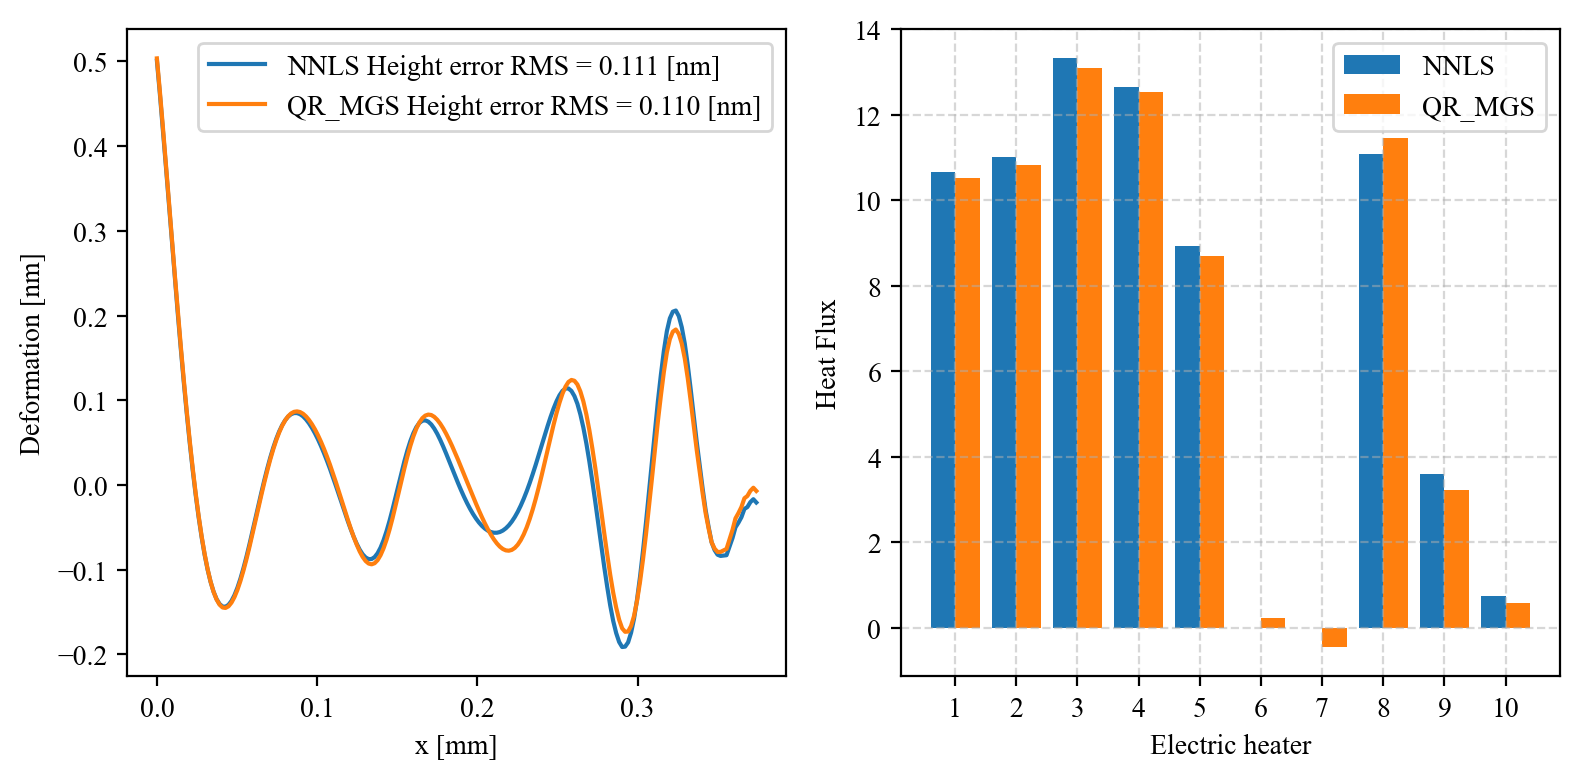 NNLS Height error RMS = 0.111 [nm]
QR_MGS Height error RMS = 0.110 [nm]
Deformation [nm]
0.5
0.4
0.3
0.2
0.1
0.0
−0.1
−0.2
0.0 0.1 0.2 0.3
x [mm]
NNLS
QR_MGS
Heat Flux
14
12
10
8
6
4
2
0
1 2 3 4 5 6 7 8 9 10
Electric heater